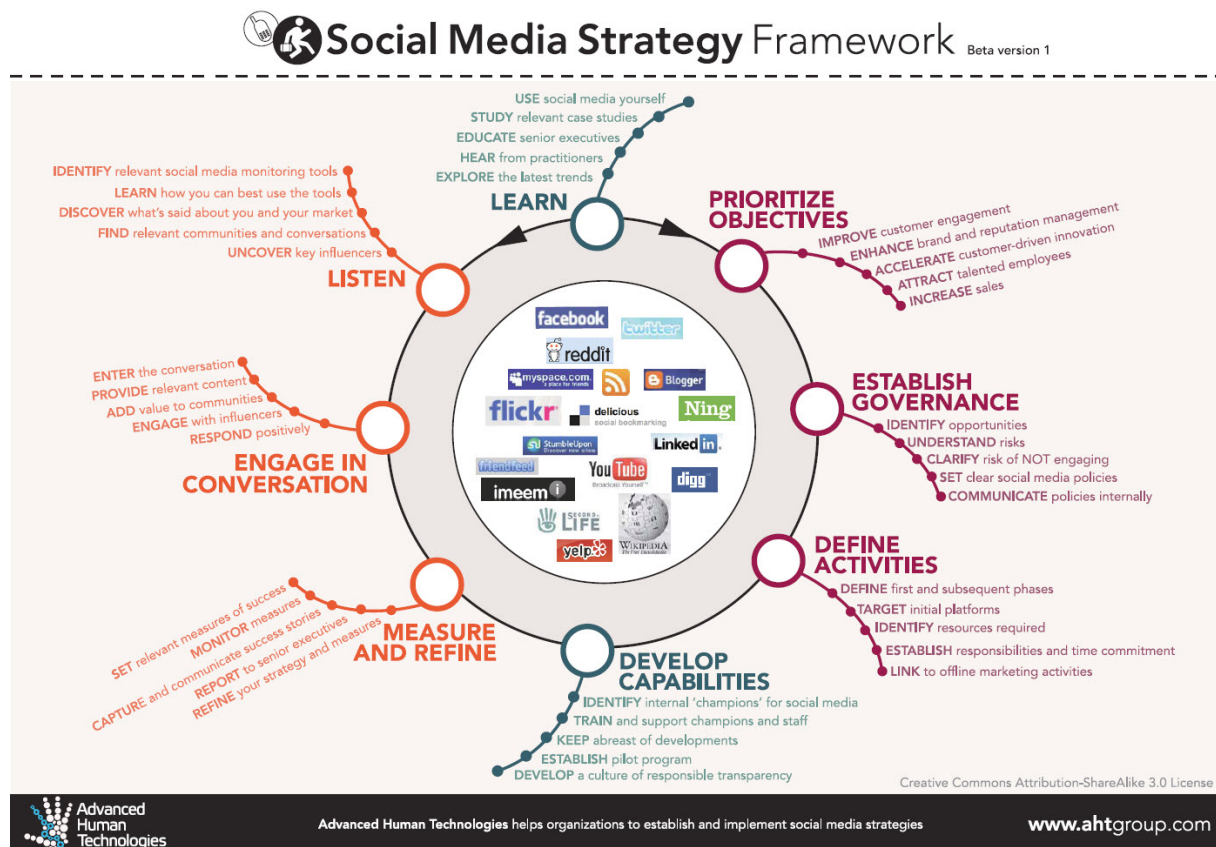 Social Media Strategy Framework Beta version 1
USE social media yourself
STUDY relevant case studies
EDUCATE senior executives
HEAR from practitioners
EXPLORE the latest trends
LEARN
PRIORITIZE
OBJECTIVES
IMPROVE customer engagement
ENHANCE brand and reputation management
ACCELERATE customer-driven innovation
ATTRACT talented employees
INCREASE sales
ESTABLISH
GOVERNANCE
IDENTIFY opportunities
UNDERSTAND risks
CLARIFY risk of NOT engaging
SET clear social media policies
COMMUNICATE policies internally
DEFINE
ACTIVITIES
DEFINE first and subsequent phases
TARGET initial platforms
IDENTIFY resources required
ESTABLISH responsibilities and time commitment
LINK to offline marketing activities
DEVELOP
CAPABILITIES
IDENTIFY internal ‘champions’ for social media
TRAIN and support champions and staff
KEEP abreast of developments
ESTABLISH pilot program
DEVELOP a culture of responsible transparency
IDENTIFY relevant social media monitoring tools
LEARN how you can best use the tools
DISCOVER what's said about you and your market
FIND relevant communities and conversations
UNCOVER key influencers
LISTEN
ENTER the conversation
PROVIDE relevant content
ADD value to communities
ENGAGE with influencers
RESPOND positively
ENGAGE IN
CONVERSATION
SET relevant measures of success
MONITOR measures
CAPTURE and communicate success stories
REPORT to senior executives
REFINE your strategy and measures
MEASURE
AND REFINE
facebook
twitter
reddit
myspace.com.
a place for friends
Blogger
flickr
delicious
social bookmarking
Ning
StumbleUpon
Discover new sites
LinkedIn
friendfeed
YouTube
Broadcast Yourself
digg
imeem
SECOND LIFE
WIKIPEDIA
The Free Encyclopedia
yelp
Creative Commons Attribution-ShareAlike 3.0 License
Advanced
Human
Technologies
Advanced Human Technologies helps organizations to establish and implement social media strategies
www.ahtgroup.com